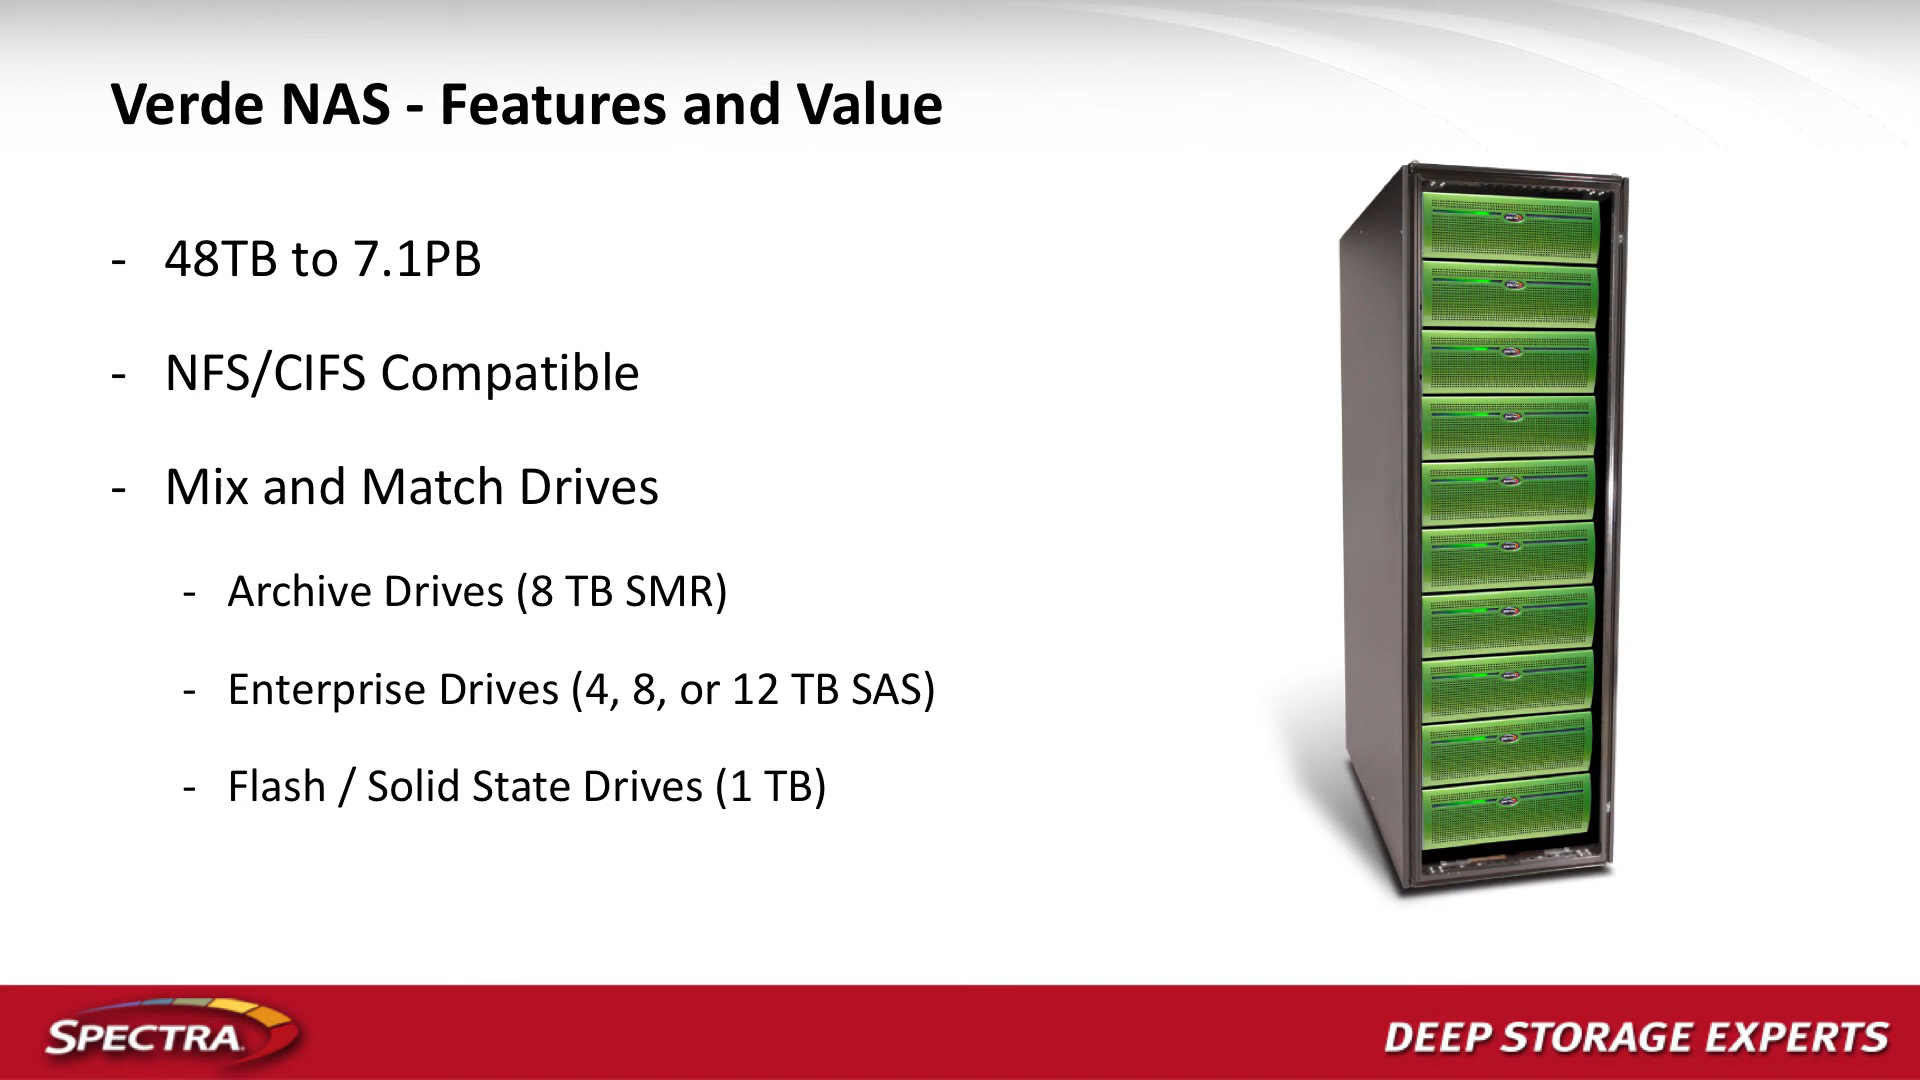 Verde NAS - Features and Value
- 48TB to 7.1PB
- NFS/CIFS Compatible
- Mix and Match Drives
- Archive Drives (8 TB SMR)
- Enterprise Drives (4, 8, or 12 TB SAS)
- Flash / Solid State Drives (1 TB)
SPECTRA
DEEP STORAGE EXPERTS